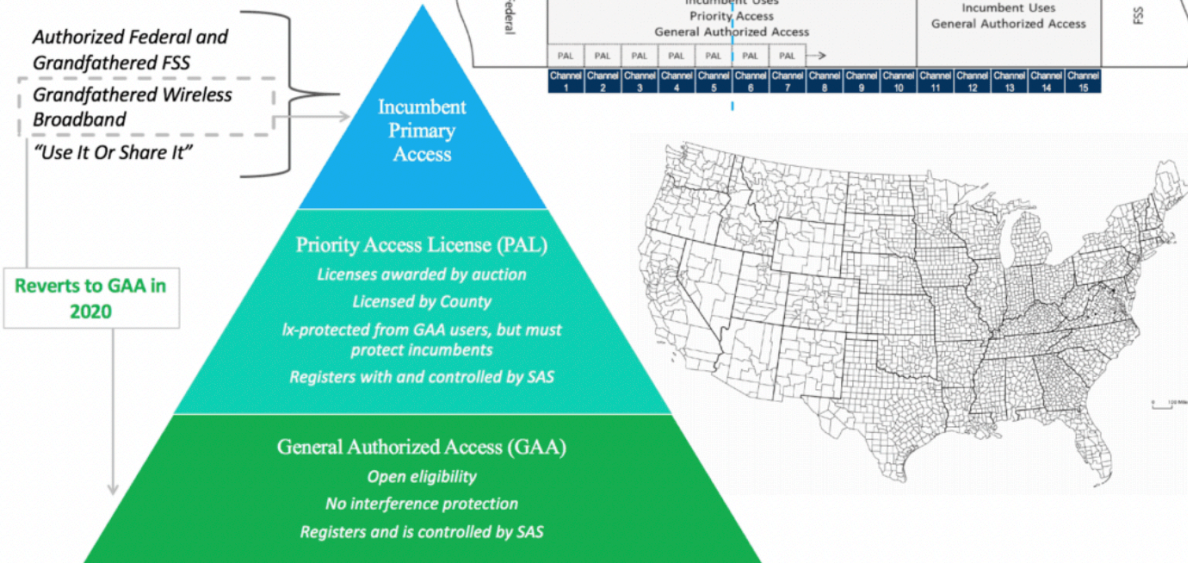 Authorized Federal and
Grandfathered FSS
Grandfathered Wireless
Broadband
“Use It Or Share It”
Reverts to GAA in
2020
Incumbent
Primary
Access
Priority Access License (PAL)
Licenses awarded by auction
Licensed by County
Ix-protected from GAA users, but must
protect incumbents
Registers with and controlled by SAS
General Authorized Access (GAA)
Open eligibility
No interference protection
Registers and is controlled by SAS
Federal
Incumbent Uses
Priority Access
General Authorized Access
Incumbent Uses
General Authorized Access
FSS
PAL PAL PAL PAL PAL PAL PAL
Channel 1 Channel 2 Channel 3 Channel 4 Channel 5 Channel 6 Channel 7 Channel 8 Channel 9 Channel 10 Channel 11 Channel 12 Channel 13 Channel 14 Channel 15